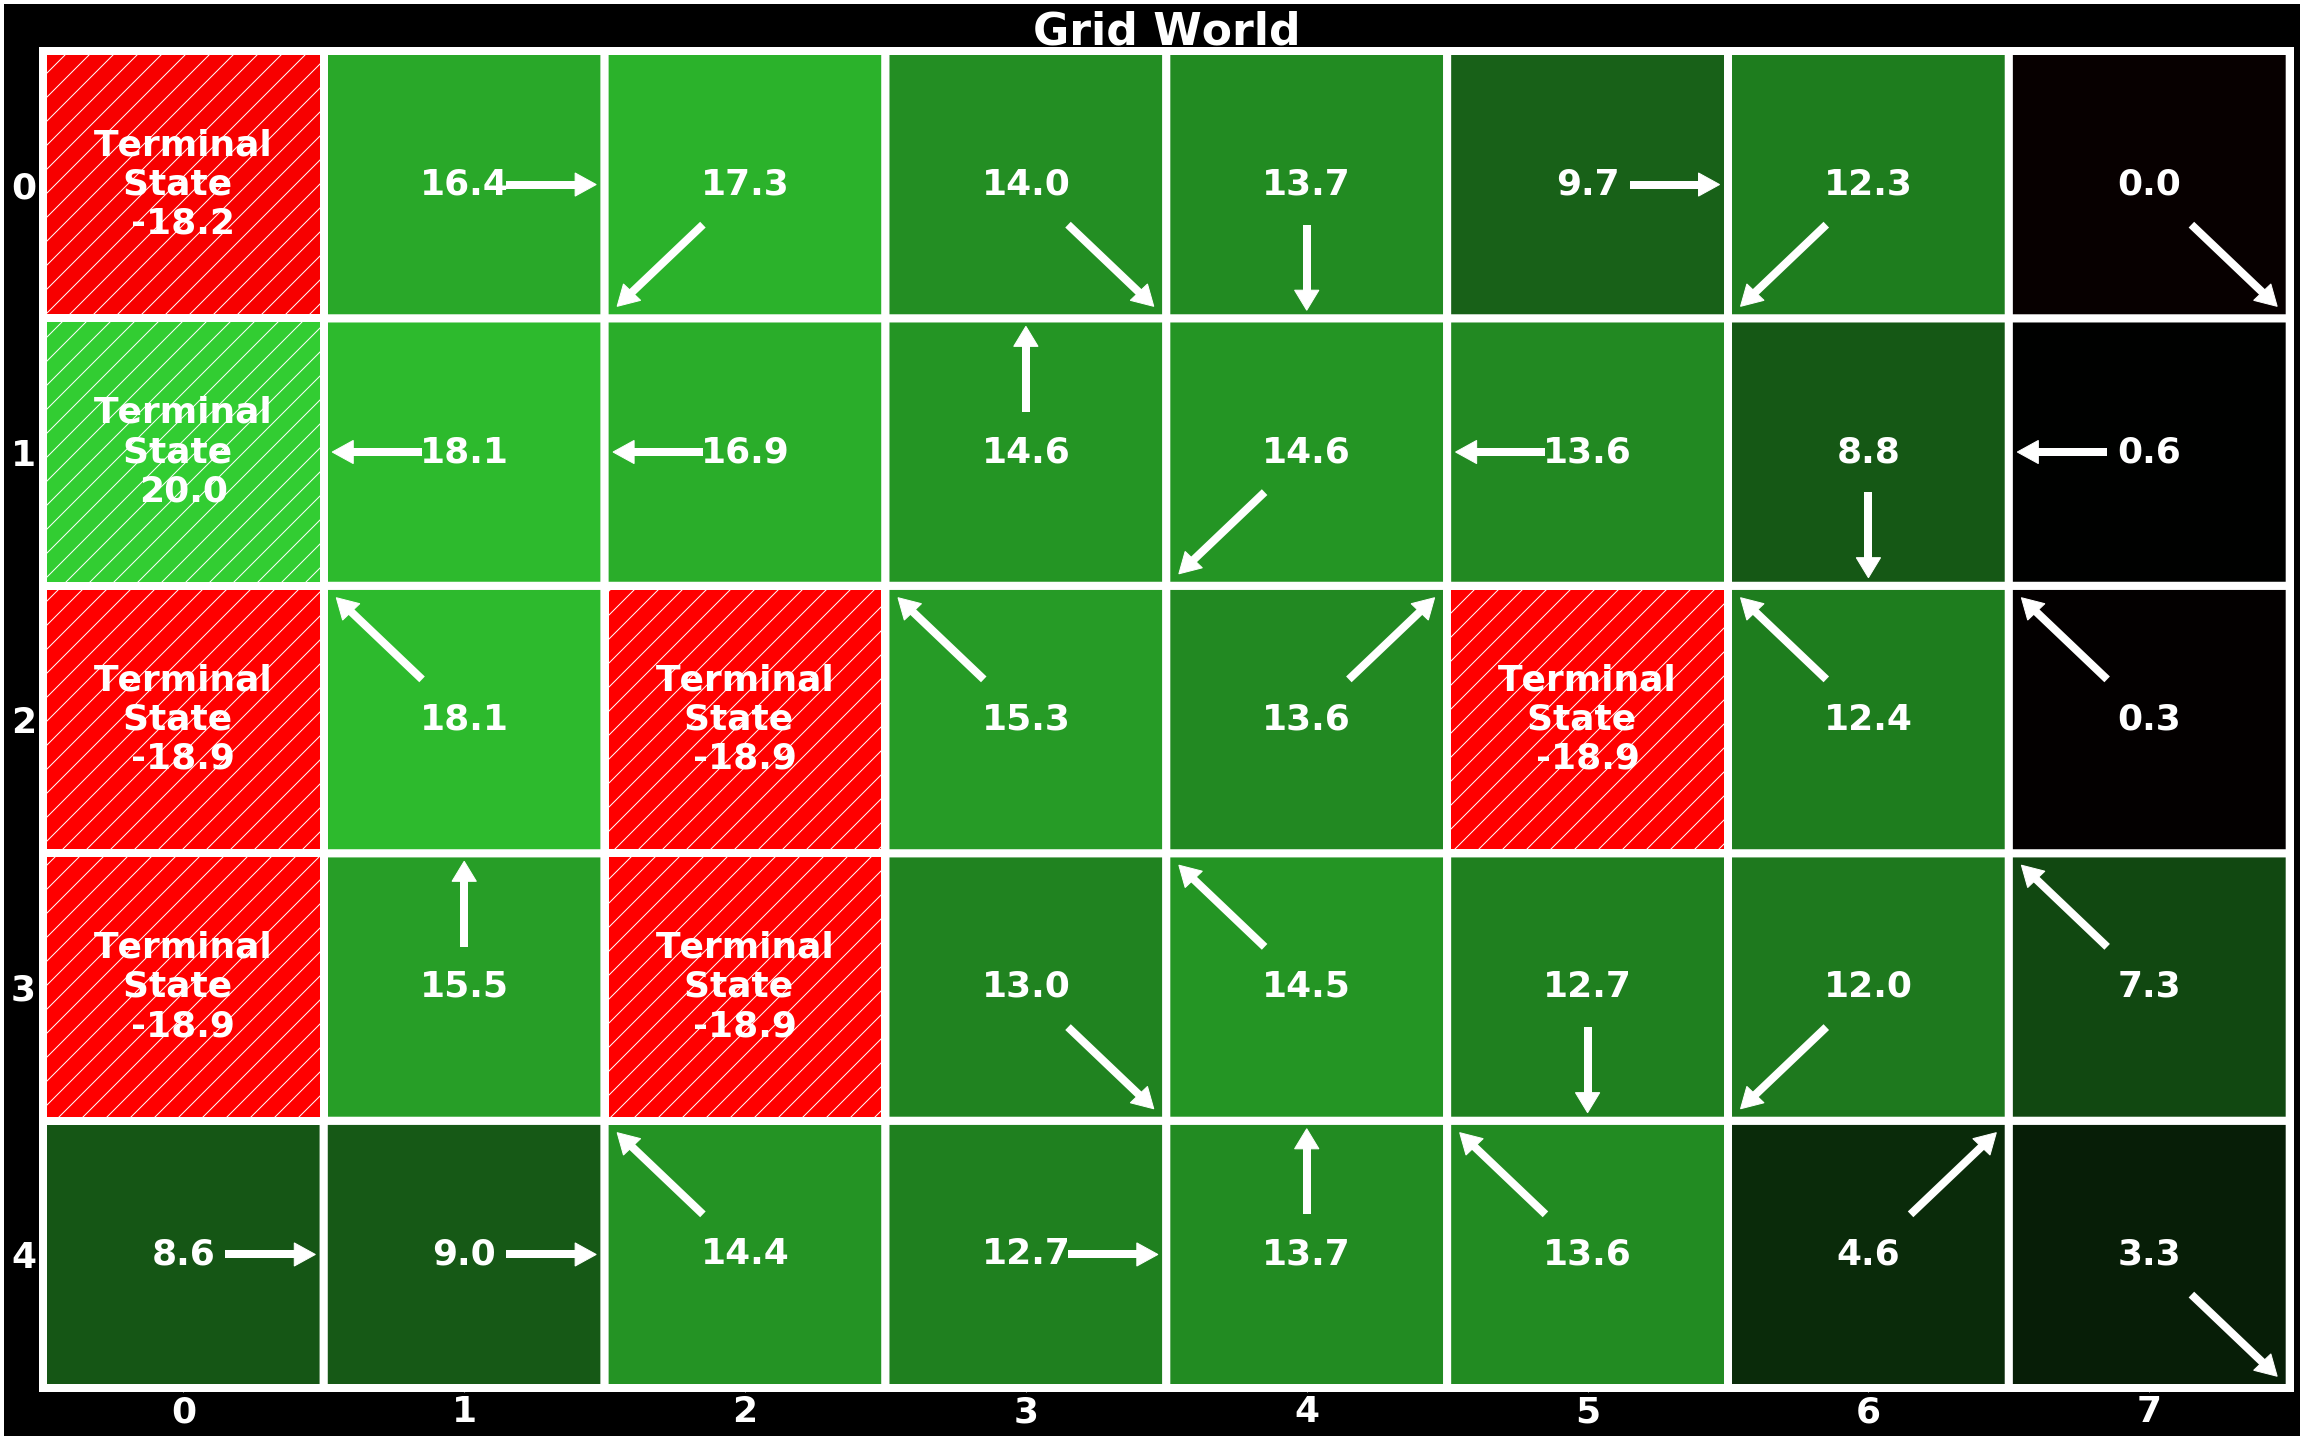 Grid World
0
Terminal
State
-18.2
16.4
17.3
14.0
13.7
9.7
12.3
0.0
1
Terminal
State
20.0
18.1
16.9
14.6
14.6
13.6
8.8
0.6
2
Terminal
State
-18.9
18.1
Terminal
State
-18.9
15.3
13.6
Terminal
State
-18.9
12.4
0.3
3
Terminal
State
-18.9
15.5
Terminal
State
-18.9
13.0
14.5
12.7
12.0
7.3
4
8.6
9.0
14.4
12.7
13.7
13.6
4.6
3.3
0 1 2 3 4 5 6 7